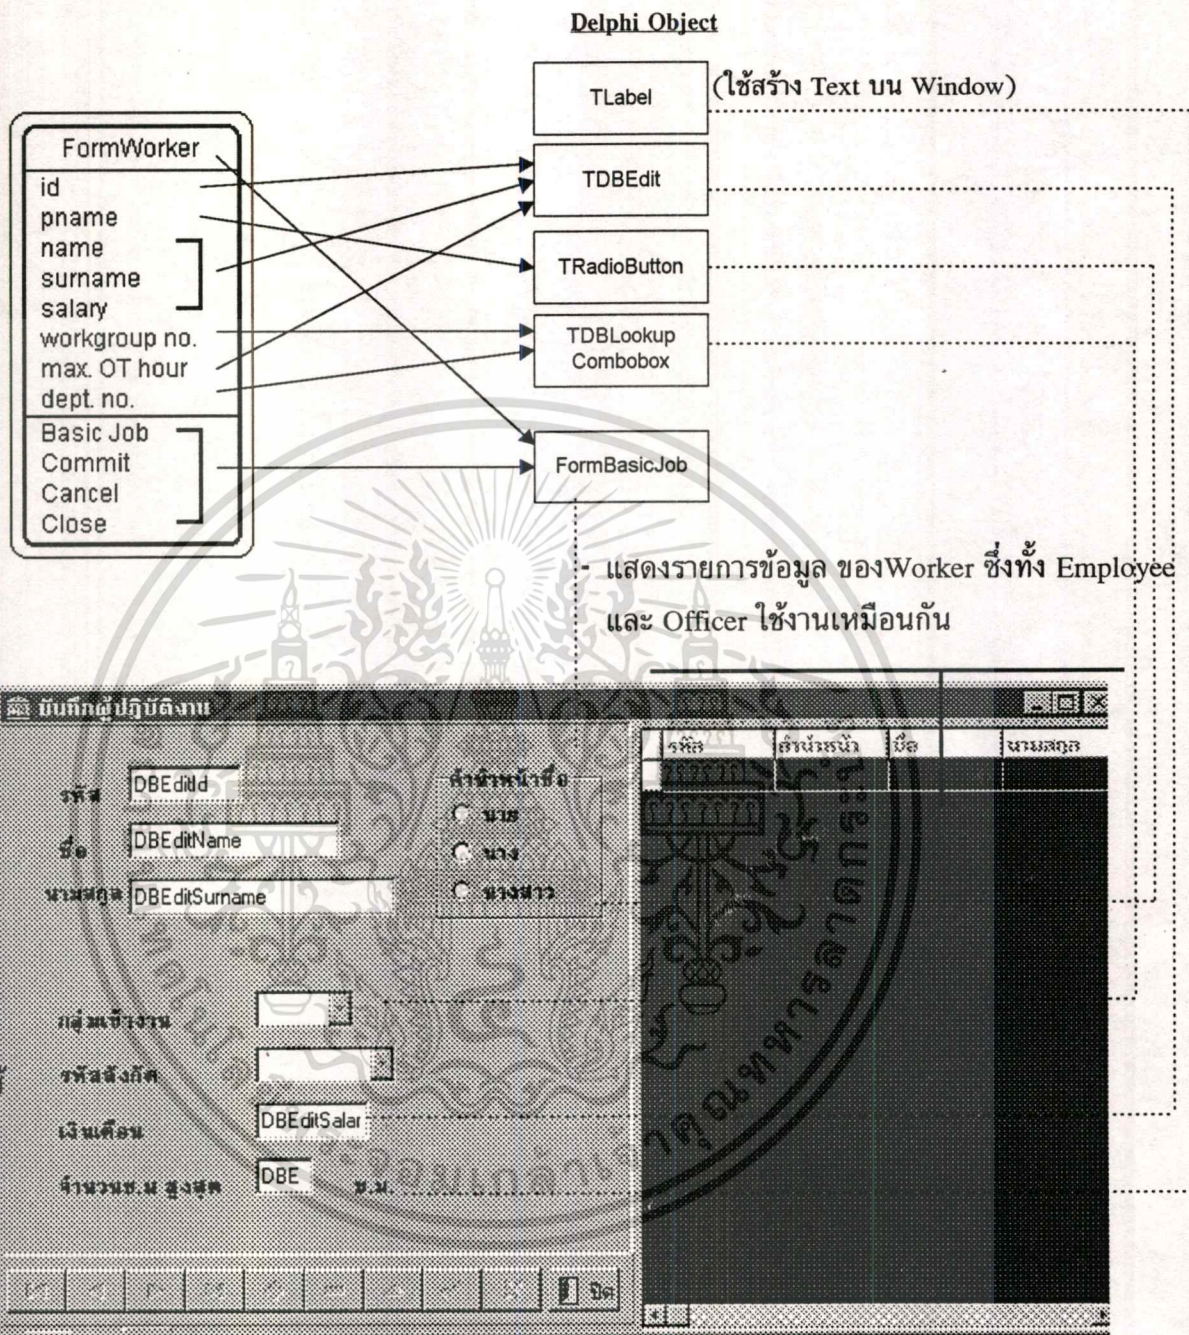 Delphi Object
TLabel
(ใช้สร้าง Text บน Window)
FormWorker
id
pname
name
surname
salary
workgroup no.
max. OT hour
dept. no.
Basic Job
Commit
Cancel
Close
TDBEdit
TRadioButton
TDBLookup
Combobox
FormBasicJob
- แสดงรายการข้อมูล ของWorker ซึ่งทั้ง Employee
และ Officer ใช้งานเหมือนกัน
บันทึกผู้ปฏิบัติงาน
รหัส
DBEditId
ชื่อ
DBEditName
นามสกุล
DBEditSurname
คำนำหน้าชื่อ
นาย
นาง
นางสาว
รหัส คำนำหน้า ชื่อ นามสกุล
กลุ่มเข้างาน
รหัสสังกัด
เงินเดือน
DBEditSalar
จำนวนช.ม สูงสุด
DBE
ช.ม.
ปิด